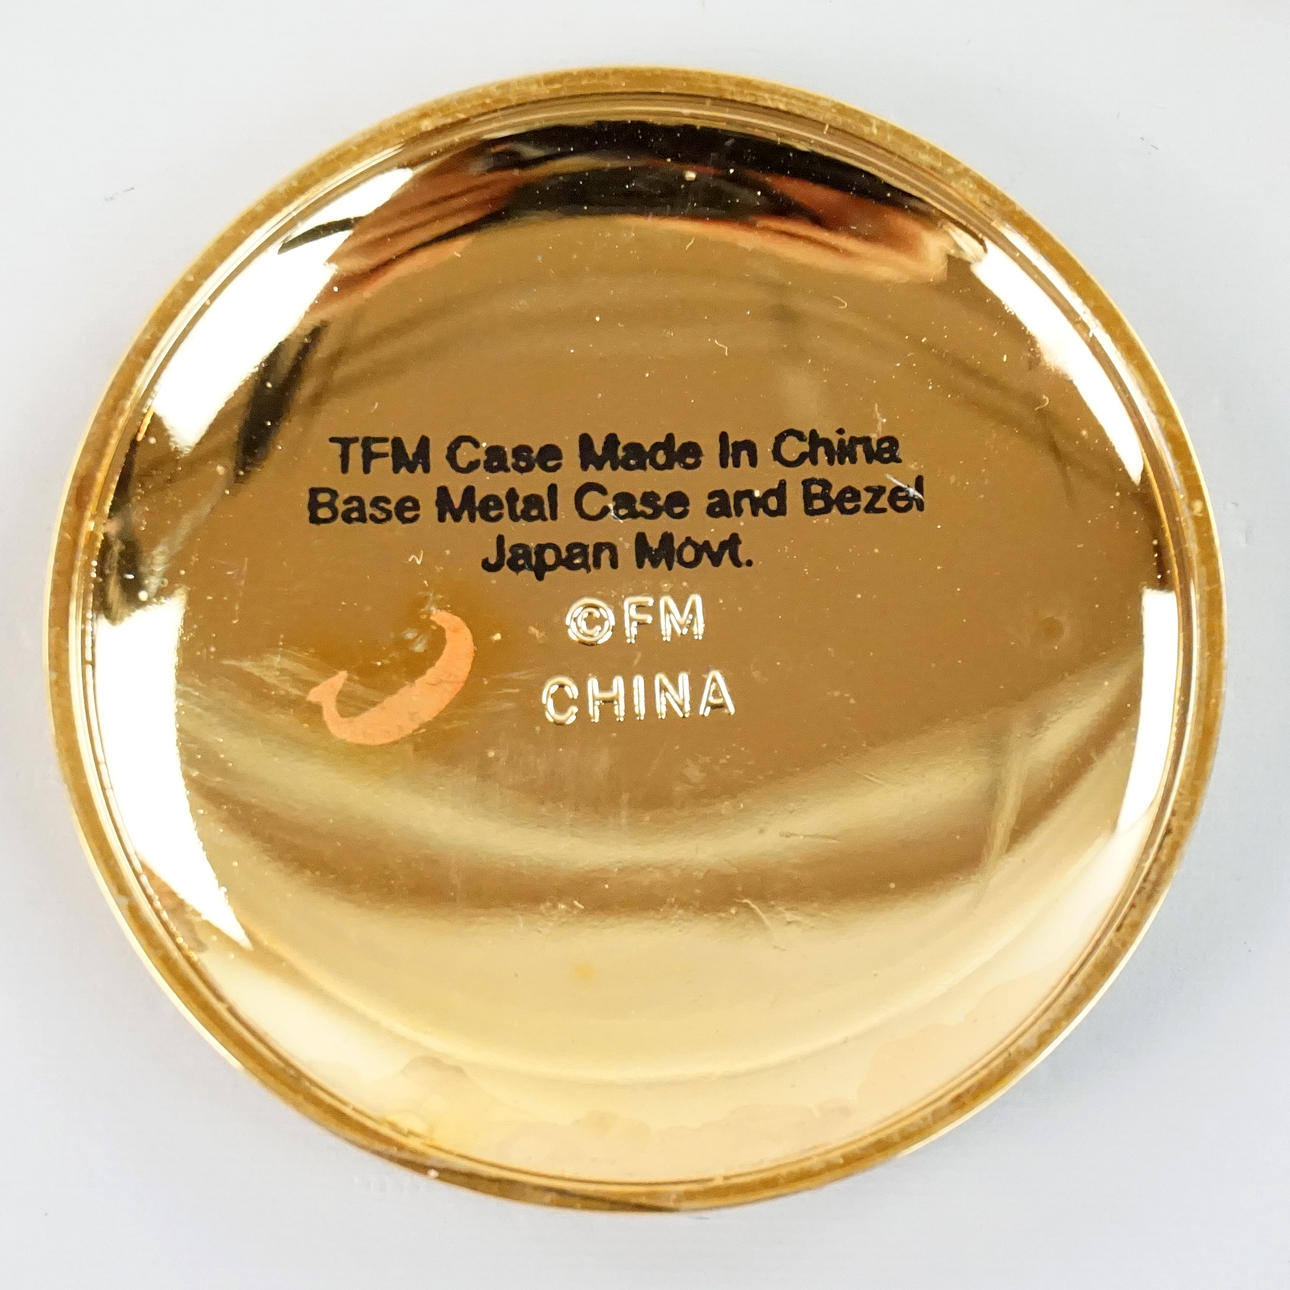 TFM Case Made In China
Base Metal Case and Bezel
Japan Movt.
©FM
CHINA